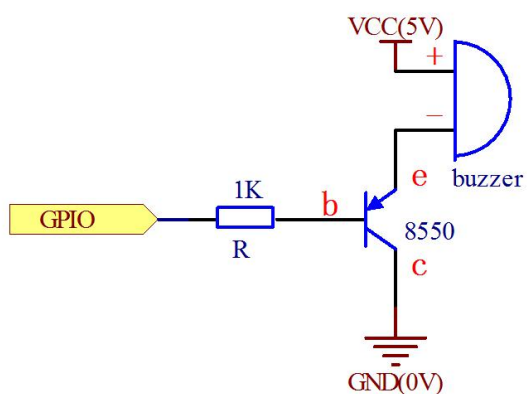 VCC(5V)
+
−
buzzer
e
1K
b
GPIO
8550
R
c
GND(0V)